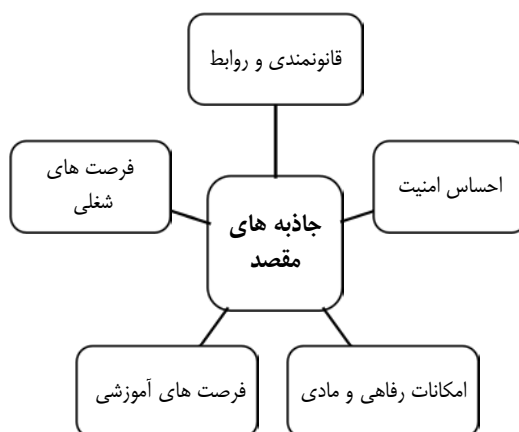 قانونمندی و روابط
احساس امنیت
فرصت های
شغلی
جاذبه های
مقصد
امکانات رفاهی و مادی
فرصت های آموزشی